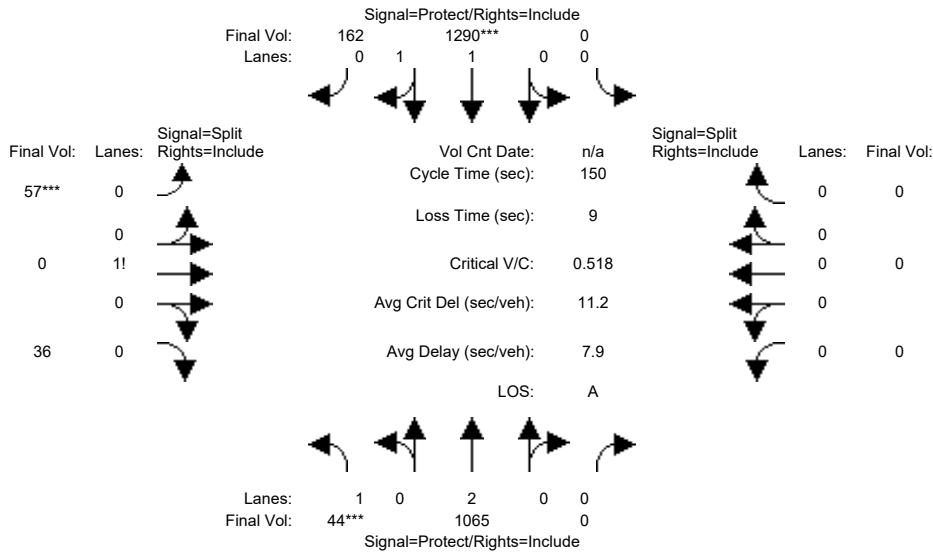 Signal=Protect/Rights=Include
Final Vol: 162 1290*** 0
Lanes: 0 1 1 0 0
Signal=Split
Final Vol: Lanes: Rights=Include
Vol Cnt Date: n/a
Signal=Split
Rights=Include Lanes: Final Vol:
Cycle Time (sec): 150
57*** 0
0 0
Loss Time (sec): 9
0
0
0 1!
Critical V/C: 0.518
0 0
0
Avg Crit Del (sec/veh): 11.2
0
36 0
Avg Delay (sec/veh): 7.9
0 0
LOS: A
Lanes: 1 0 2 0 0
Final Vol: 44*** 1065 0
Signal=Protect/Rights=Include